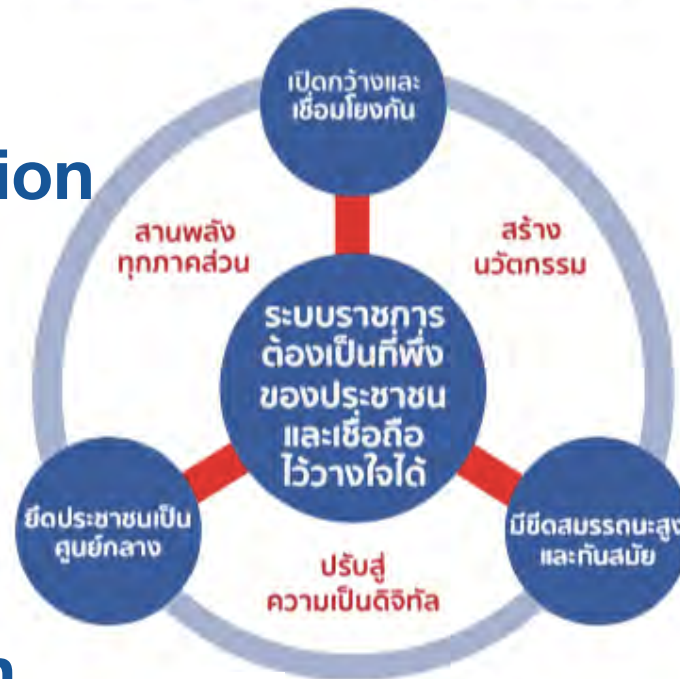 เปิดกว้างและ
เชื่อมโยงกัน
tion
สานพลัง
ทุกภาคส่วน
สร้าง
นวัตกรรม
ระบบราชการ
ต้องเป็นที่พึ่ง
ของประชาชน
และเชื่อถือ
ไว้วางใจได้
ยึดประชาชนเป็น
ศูนย์กลาง
มีขีดสมรรถนะสูง
และทันสมัย
ปรับสู่
ความเป็นดิจิทัล